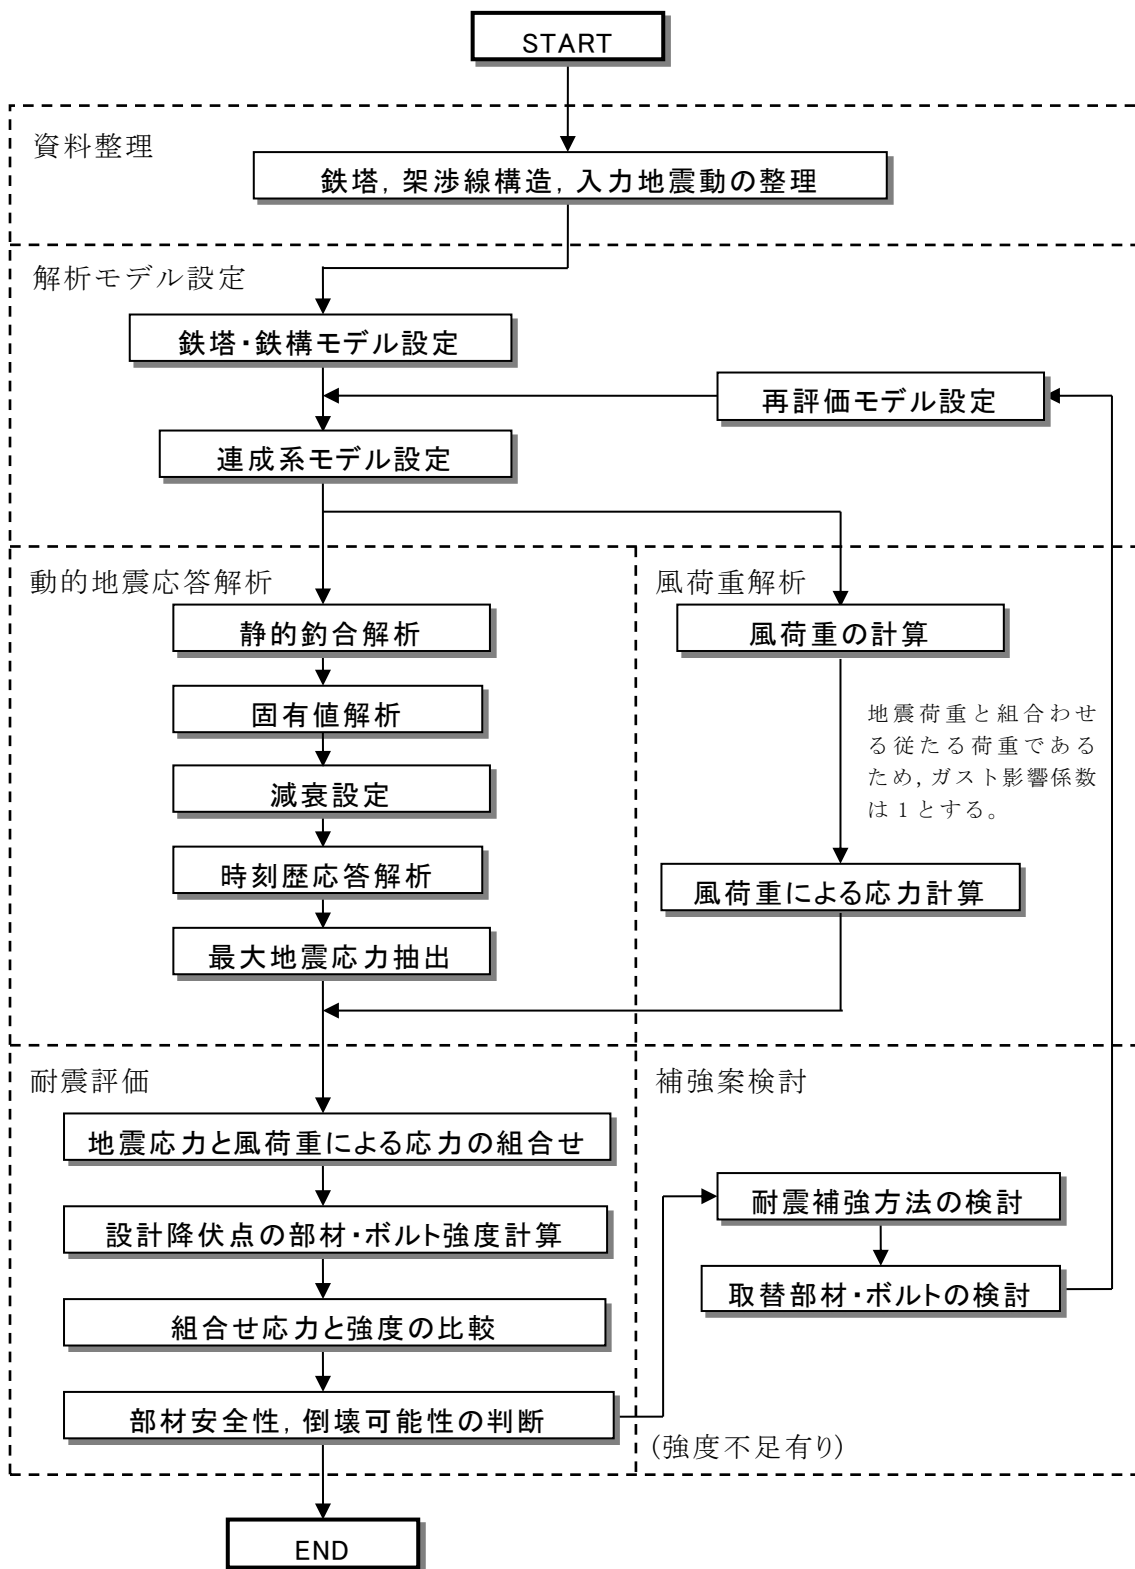 START
資料整理
鉄塔，架渉線構造，入力地震動の整理
解析モデル設定
鉄塔・鉄構モデル設定
再評価モデル設定
連成系モデル設定
動的地震応答解析
風荷重解析
静的釣合解析
風荷重の計算
固有値解析
地震荷重と組合わせ
る従たる荷重である
ため，ガスト影響係数
は１とする。
減衰設定
時刻歴応答解析
風荷重による応力計算
最大地震応力抽出
耐震評価
補強案検討
地震応力と風荷重による応力の組合せ
耐震補強方法の検討
設計降伏点の部材・ボルト強度計算
取替部材・ボルトの検討
組合せ応力と強度の比較
部材安全性，倒壊可能性の判断
(強度不足有り)
END